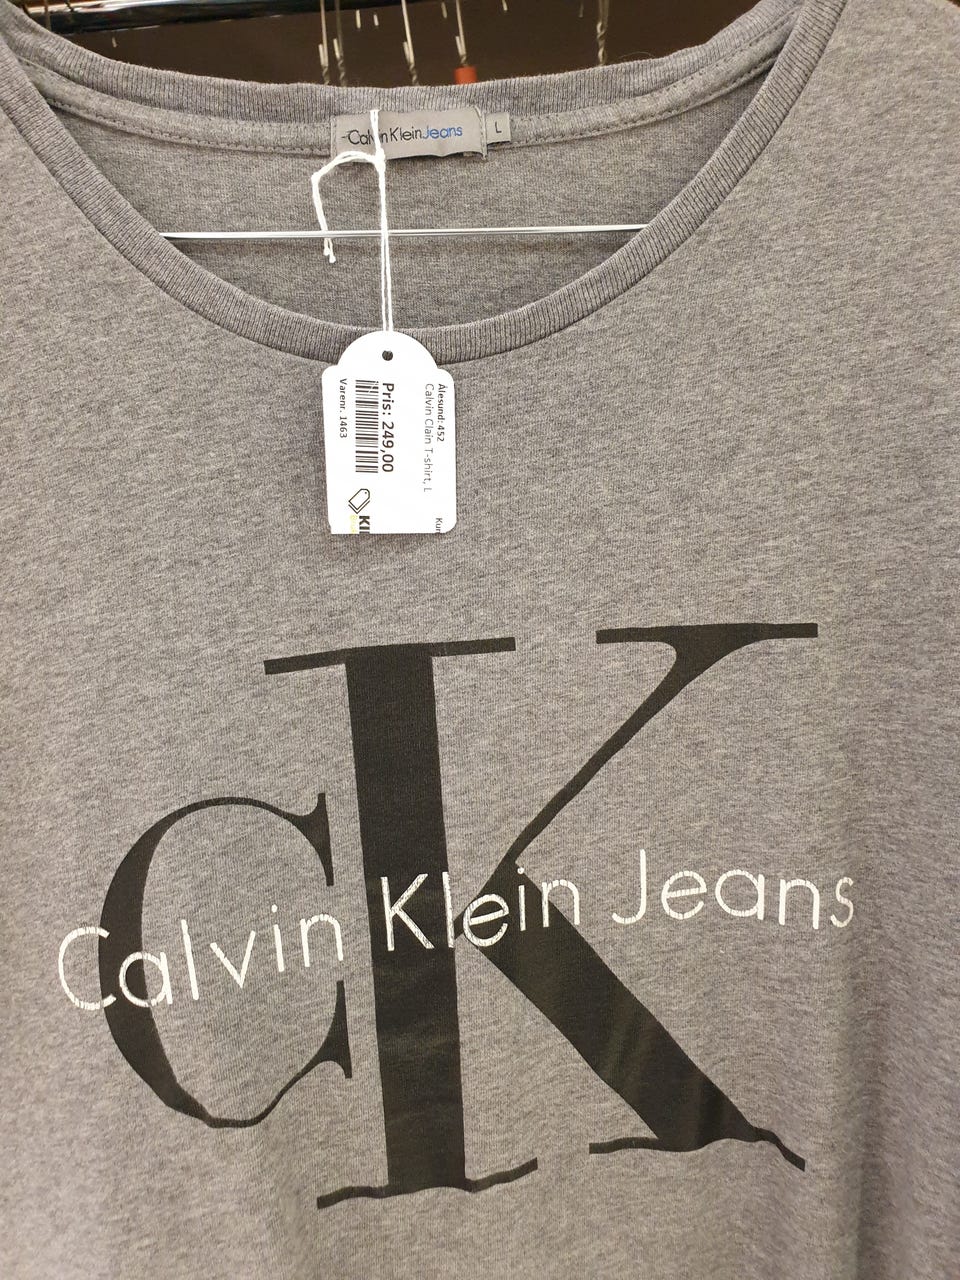 Calvin Klein Jeans
L
Ålesund: 452
Calvin Clain T-shirt, L
Pris: 249,00
Varenr. 1463
CK
Calvin Klein Jeans